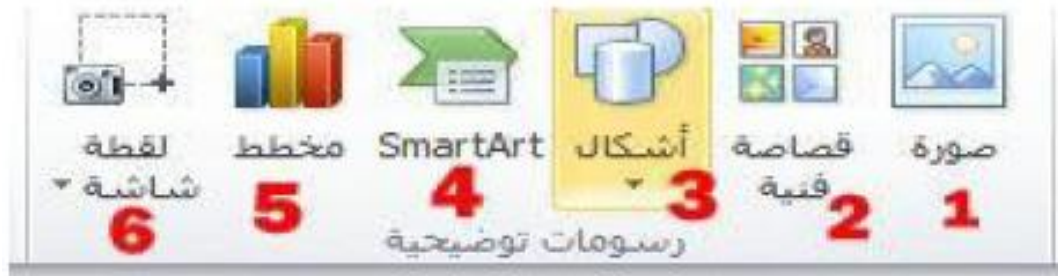 صورة
1
قصاصة
فنية
2
أشكال
3
SmartArt
4
مخطط
5
لقطة
شاشة
6
رسومات توضيحية